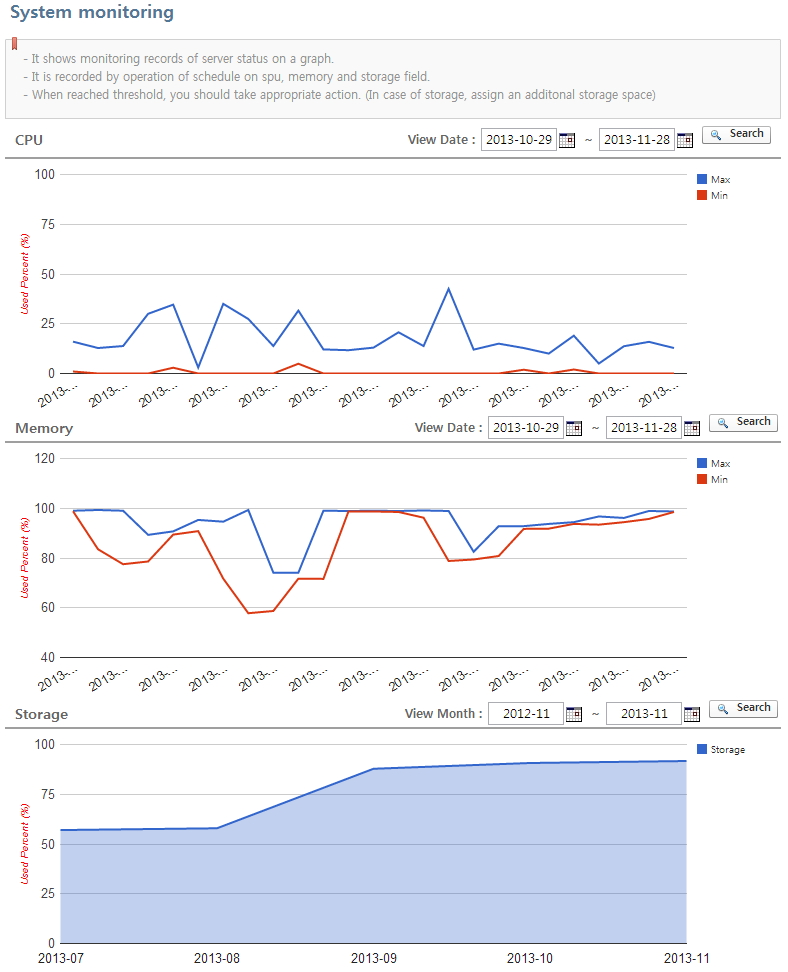 System monitoring
- It shows monitoring records of server status on a graph.
- It is recorded by operation of schedule on spu, memory and storage field.
- When reached threshold, you should take appropriate action. (In case of storage, assign an additonal storage space)
CPU View Date : 2013-10-29 ~ 2013-11-28 Search
100
75
50
25
0
Used Percent (%)
Max
Min
2013-... 2013-... 2013-... 2013-... 2013-... 2013-... 2013-... 2013-... 2013-... 2013-... 2013-... 2013-... 2013-...
Memory View Date : 2013-10-29 ~ 2013-11-28 Search
120
100
80
60
40
Used Percent (%)
Max
Min
2013-... 2013-... 2013-... 2013-... 2013-... 2013-... 2013-... 2013-... 2013-... 2013-... 2013-... 2013-... 2013-...
Storage View Month : 2012-11 ~ 2013-11 Search
100
75
50
25
0
Used Percent (%)
Storage
2013-07 2013-08 2013-09 2013-10 2013-11